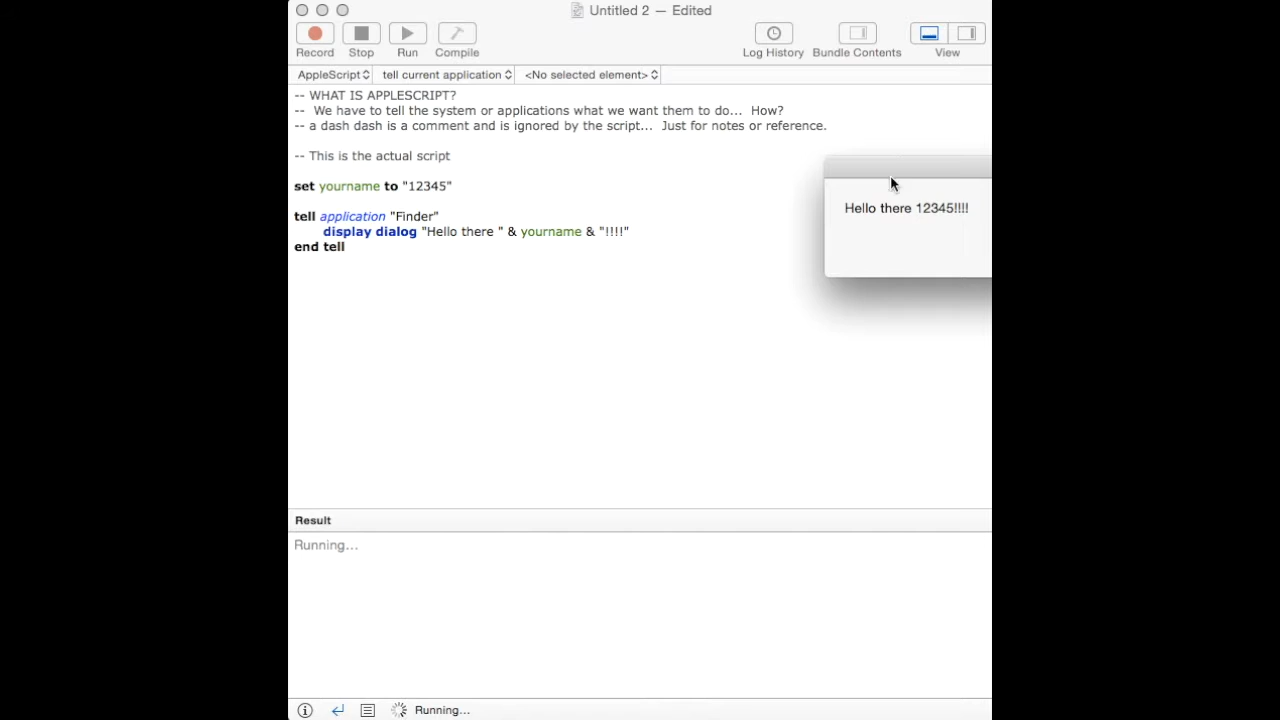 Untitled 2 — Edited
Record Stop Run Compile Log History Bundle Contents View
AppleScript tell current application <No selected element>
-- WHAT IS APPLESCRIPT?
--  We have to tell the system or applications what we want them to do...  How?
-- a dash dash is a comment and is ignored by the script...  Just for notes or reference.
-- This is the actual script
set yourname to "12345"
tell application "Finder"
display dialog "Hello there " & yourname & "!!!!"
end tell
Hello there 12345!!!!
Result
Running...
Running...